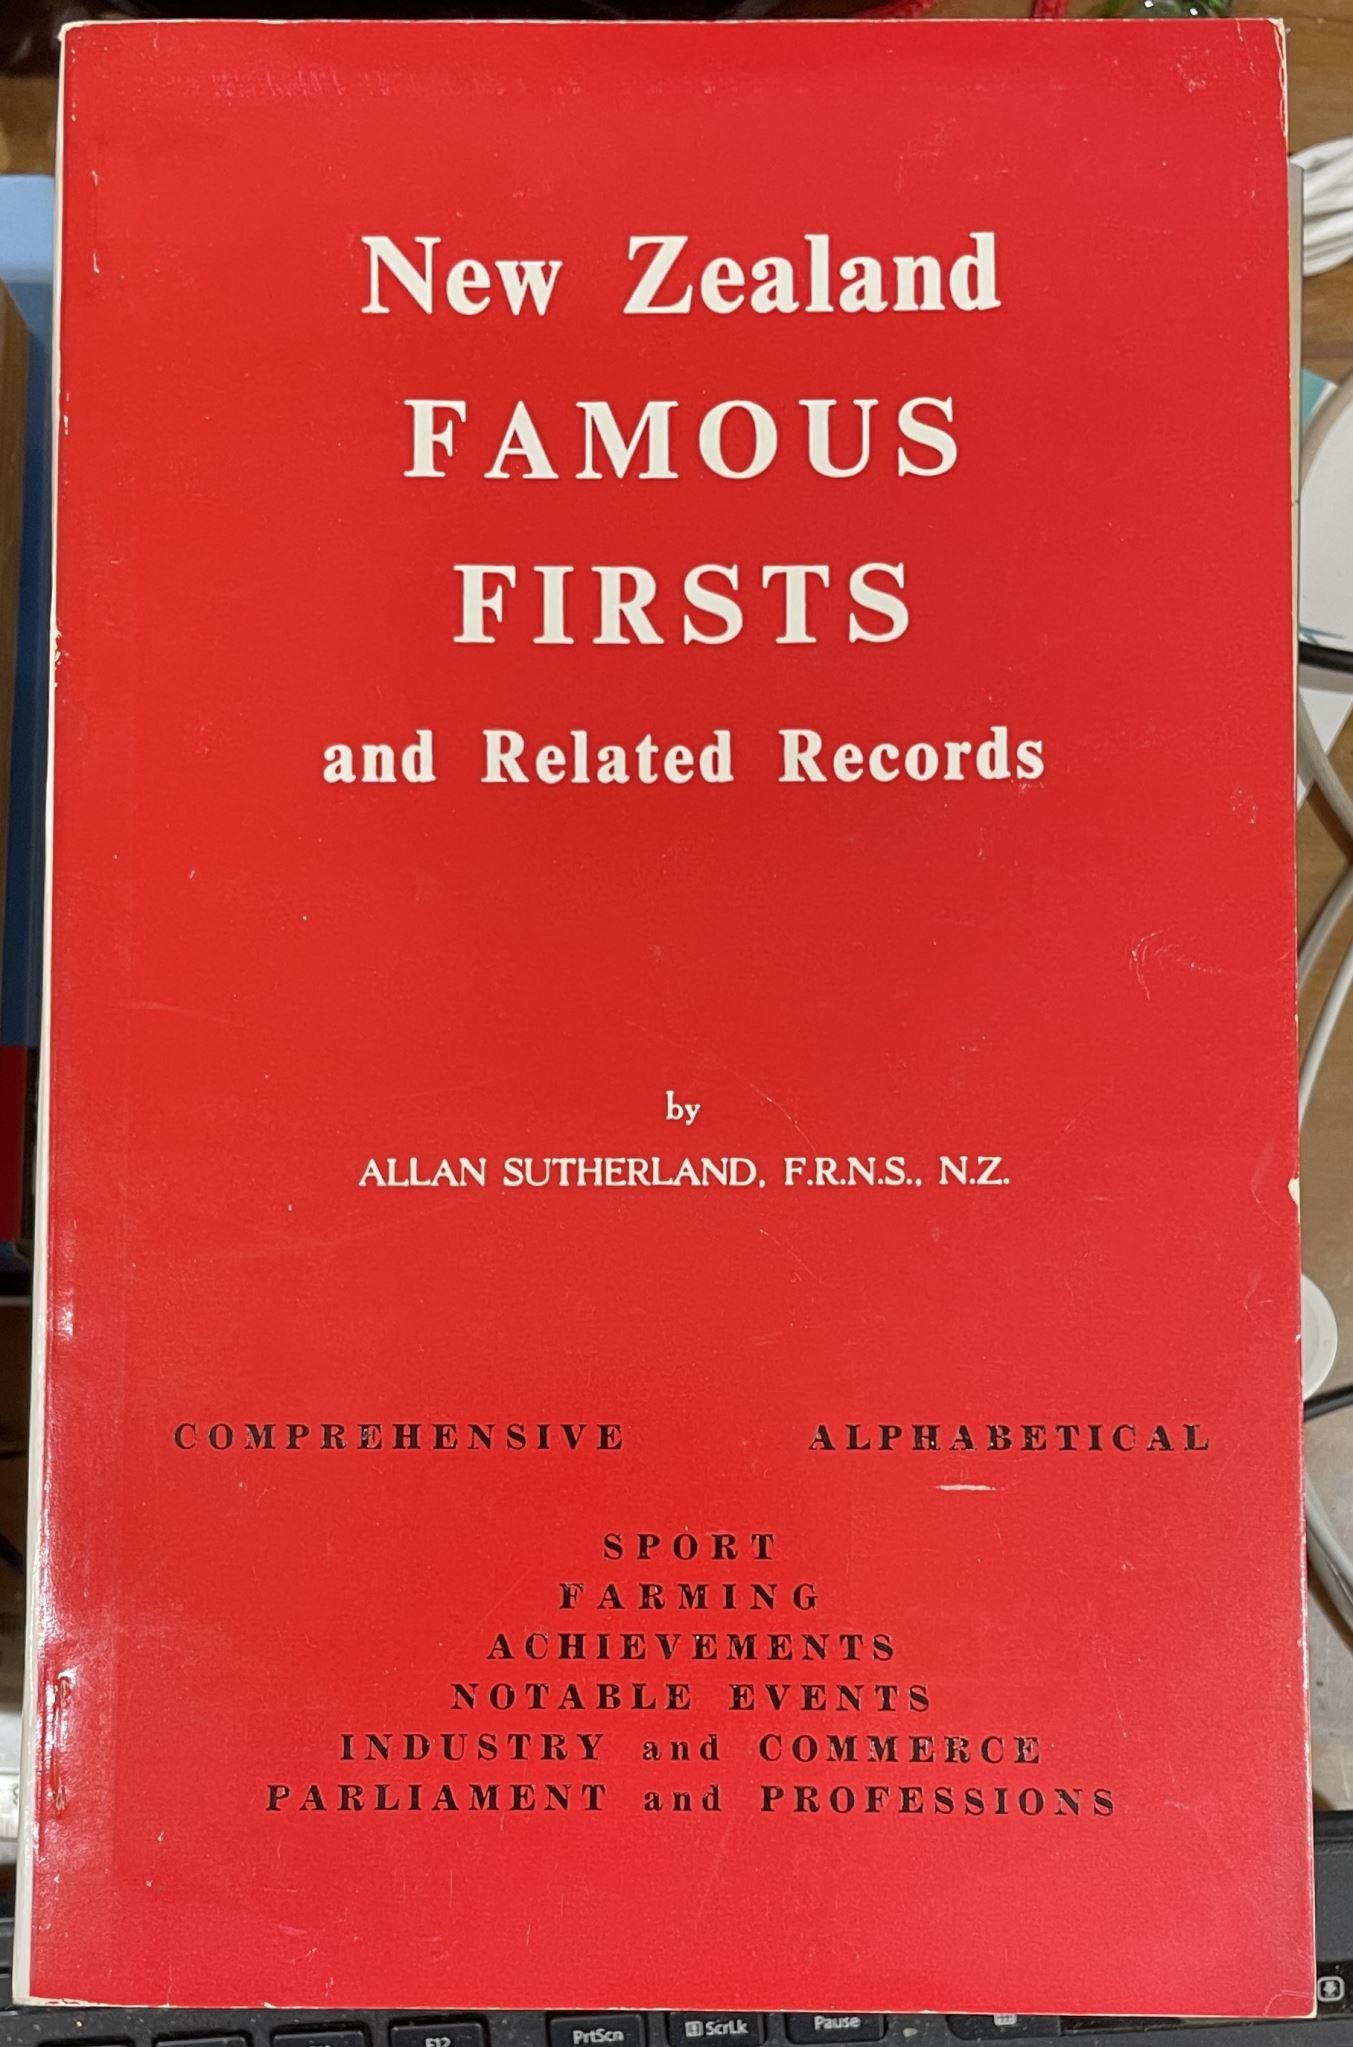 New Zealand
FAMOUS
FIRSTS
and Related Records
by
ALLAN SUTHERLAND, F.R.N.S., N.Z.
COMPREHENSIVE ALPHABETICAL
SPORT
FARMING
ACHIEVEMENTS
NOTABLE EVENTS
INDUSTRY and COMMERCE
PARLIAMENT and PROFESSIONS
F12 PrtScn ScrLk Pause